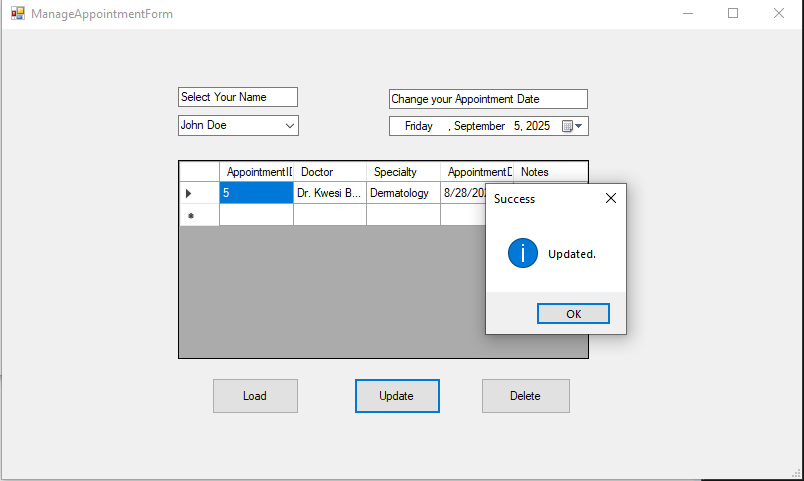 ManageAppointmentForm
Select Your Name
Change your Appointment Date
John Doe
Friday , September 5, 2025
AppointmentID Doctor Specialty AppointmentD Notes
5 Dr. Kwesi B... Dermatology 8/28/20
Success
Updated.
OK
Load Update Delete